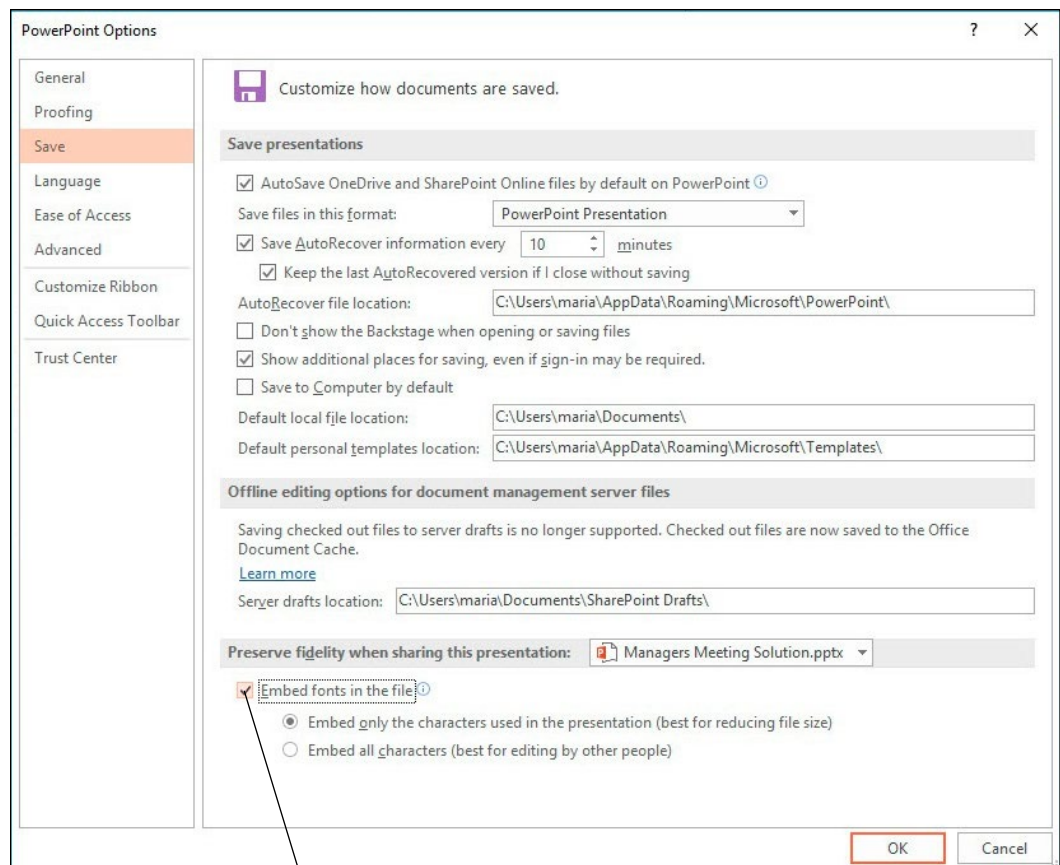 PowerPoint Options
?
General
Proofing
Save
Language
Ease of Access
Advanced
Customize Ribbon
Quick Access Toolbar
Trust Center
Customize how documents are saved.
Save presentations
AutoSave OneDrive and SharePoint Online files by default on PowerPoint
Save files in this format: PowerPoint Presentation
Save AutoRecover information every 10 minutes
Keep the last AutoRecovered version if I close without saving
AutoRecover file location: C:\Users\maria\AppData\Roaming\Microsoft\PowerPoint\
Don't show the Backstage when opening or saving files
Show additional places for saving, even if sign-in may be required.
Save to Computer by default
Default local file location: C:\Users\maria\Documents\
Default personal templates location: C:\Users\maria\AppData\Roaming\Microsoft\Templates\
Offline editing options for document management server files
Saving checked out files to server drafts is no longer supported. Checked out files are now saved to the Office
Document Cache.
Learn more
Server drafts location: C:\Users\maria\Documents\SharePoint Drafts\
Preserve fidelity when sharing this presentation: Managers Meeting Solution.pptx
Embed fonts in the file
Embed only the characters used in the presentation (best for reducing file size)
Embed all characters (best for editing by other people)
OK Cancel